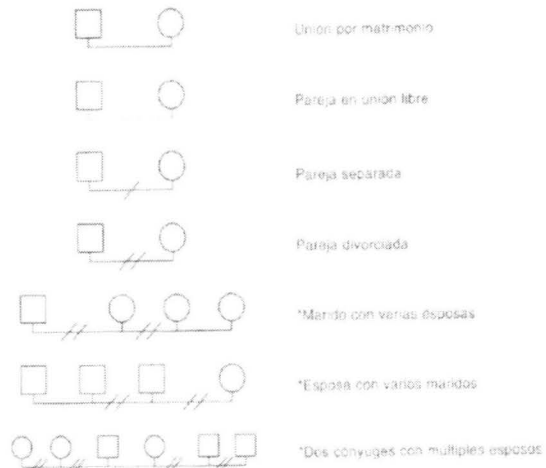 Unión por matrimonio
Pareja en unión libre
Pareja separada
Pareja divorciada
*Marido con varias esposas
*Esposa con varios maridos
*Dos cónyuges con múltiples esposos